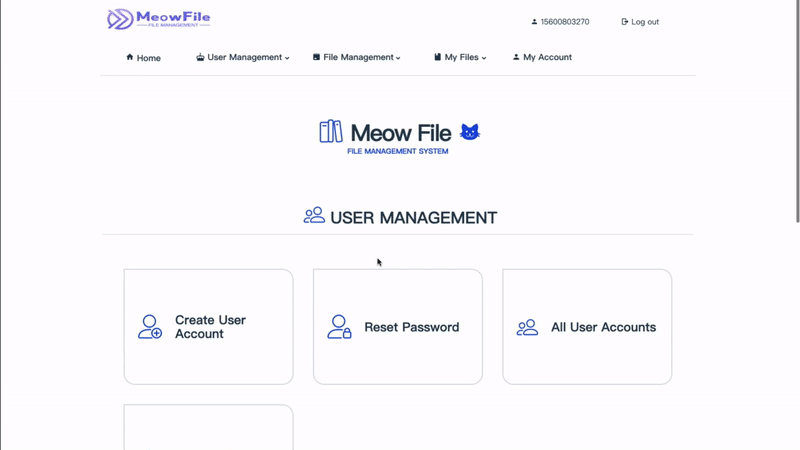 MeowFile
FILE MANAGEMENT
15600803270
Log out
Home
User Management
File Management
My Files
My Account
Meow File
FILE MANAGEMENT SYSTEM
USER MANAGEMENT
Create User
Account
Reset Password
All User Accounts